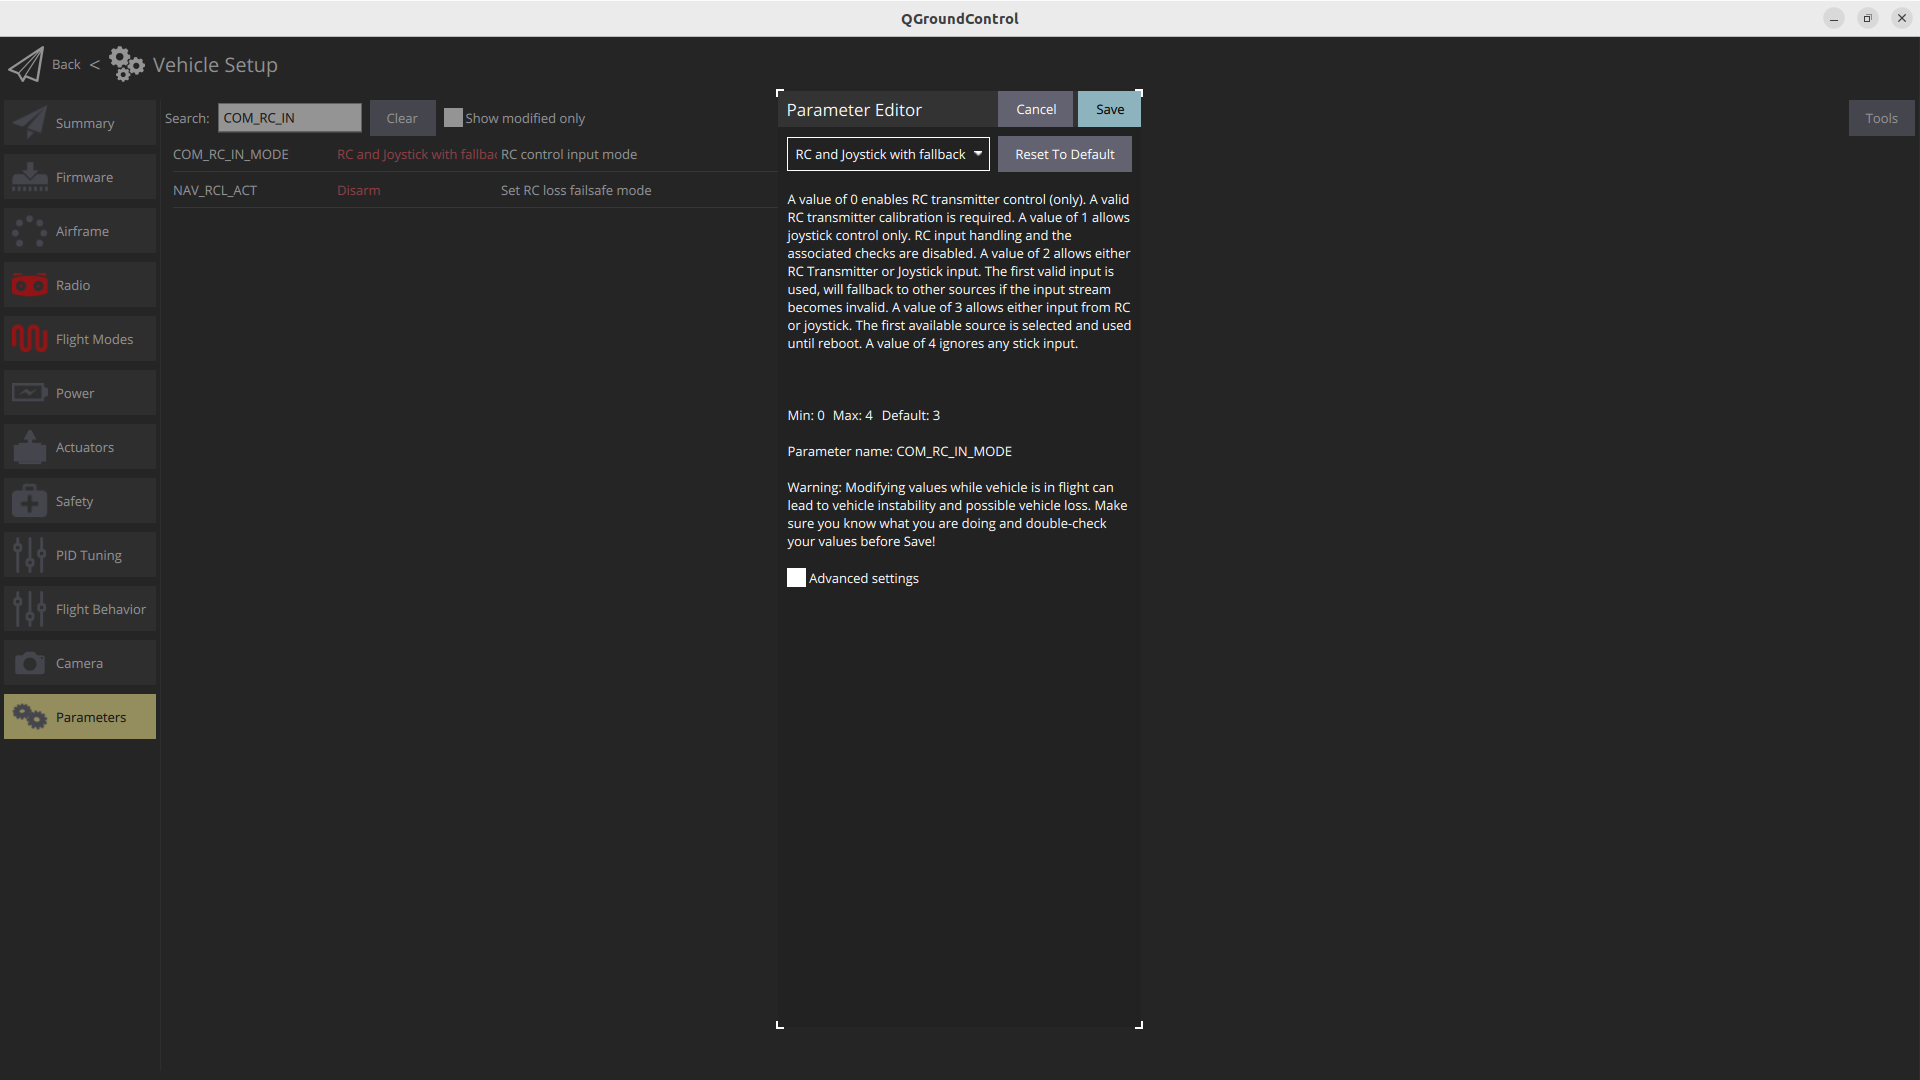 QGroundControl
Back < Vehicle Setup
Summary
Firmware
Airframe
Radio
Flight Modes
Power
Actuators
Safety
PID Tuning
Flight Behavior
Camera
Parameters
Search: COM_RC_IN Clear Show modified only
COM_RC_IN_MODE RC and Joystick with fallbac RC control input mode
NAV_RCL_ACT Disarm Set RC loss failsafe mode
Parameter Editor Cancel Save
RC and Joystick with fallback Reset To Default
A value of 0 enables RC transmitter control (only). A valid
RC transmitter calibration is required. A value of 1 allows
joystick control only. RC input handling and the
associated checks are disabled. A value of 2 allows either
RC Transmitter or Joystick input. The first valid input is
used, will fallback to other sources if the input stream
becomes invalid. A value of 3 allows either input from RC
or joystick. The first available source is selected and used
until reboot. A value of 4 ignores any stick input.
Min: 0 Max: 4 Default: 3
Parameter name: COM_RC_IN_MODE
Warning: Modifying values while vehicle is in flight can
lead to vehicle instability and possible vehicle loss. Make
sure you know what you are doing and double-check
your values before Save!
Advanced settings
Tools